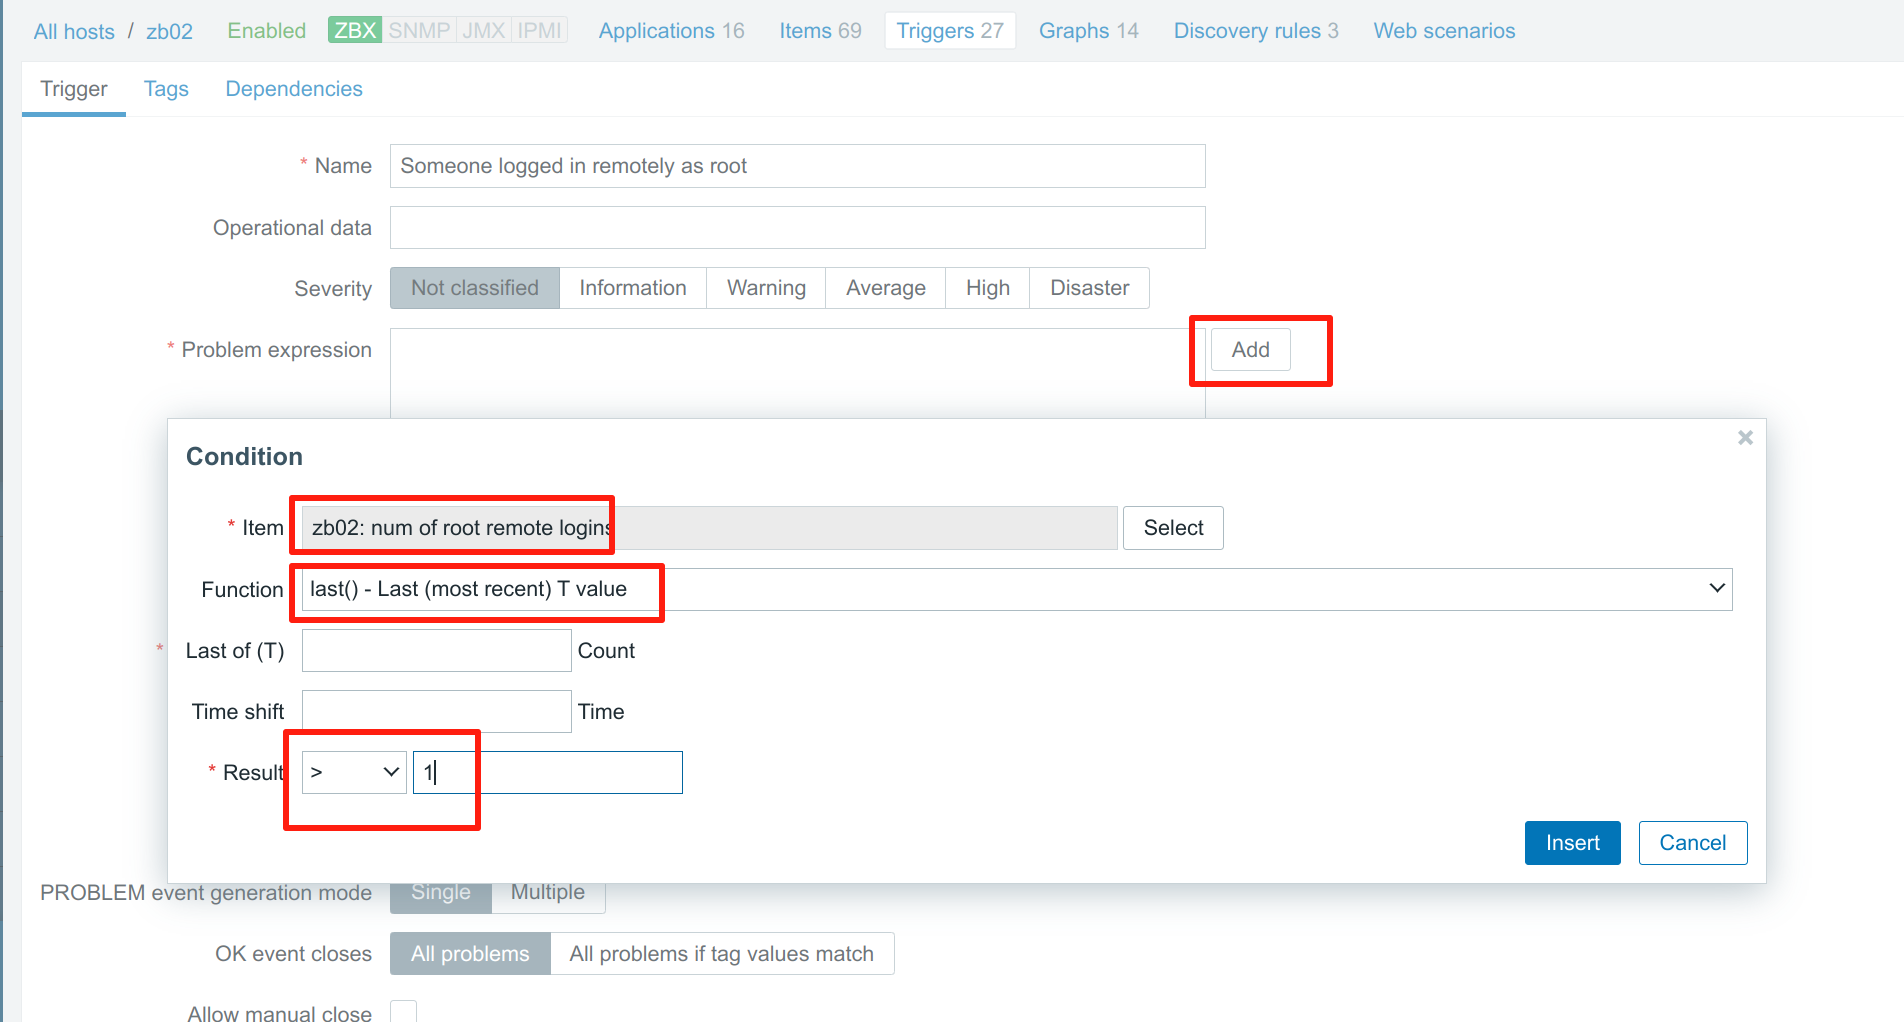 All hosts / zb02 Enabled ZBX SNMP JMX IPMI Applications 16 Items 69 Triggers 27 Graphs 14 Discovery rules 3 Web scenarios
Trigger Tags Dependencies
* Name Someone logged in remotely as root
Operational data
Severity Not classified Information Warning Average High Disaster
* Problem expression Add
Condition
* Item zb02: num of root remote logins Select
Function last() - Last (most recent) T value
* Last of (T) Count
Time shift Time
* Result > 1
Insert Cancel
PROBLEM event generation mode Single Multiple
OK event closes All problems All problems if tag values match
Allow manual close